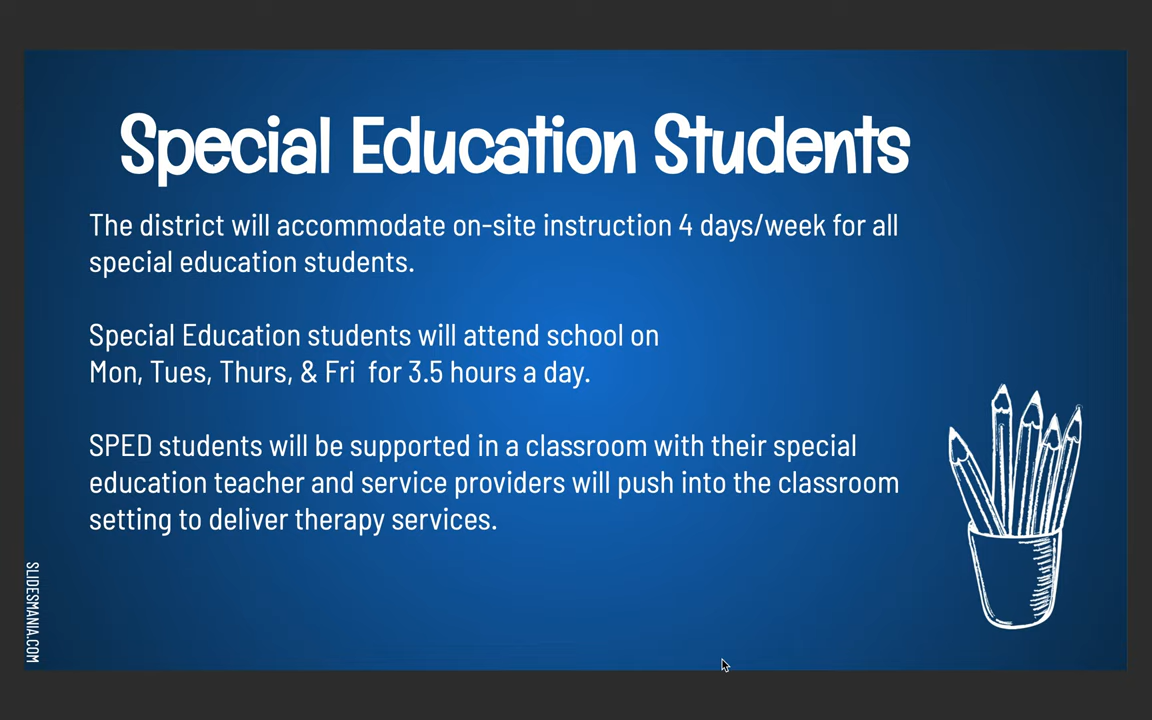 Special Education Students
The district will accommodate on-site instruction 4 days/week for all
special education students.
Special Education students will attend school on
Mon, Tues, Thurs, & Fri  for 3.5 hours a day.
SPED students will be supported in a classroom with their special
education teacher and service providers will push into the classroom
setting to deliver therapy services.
SLIDESMANIA.COM